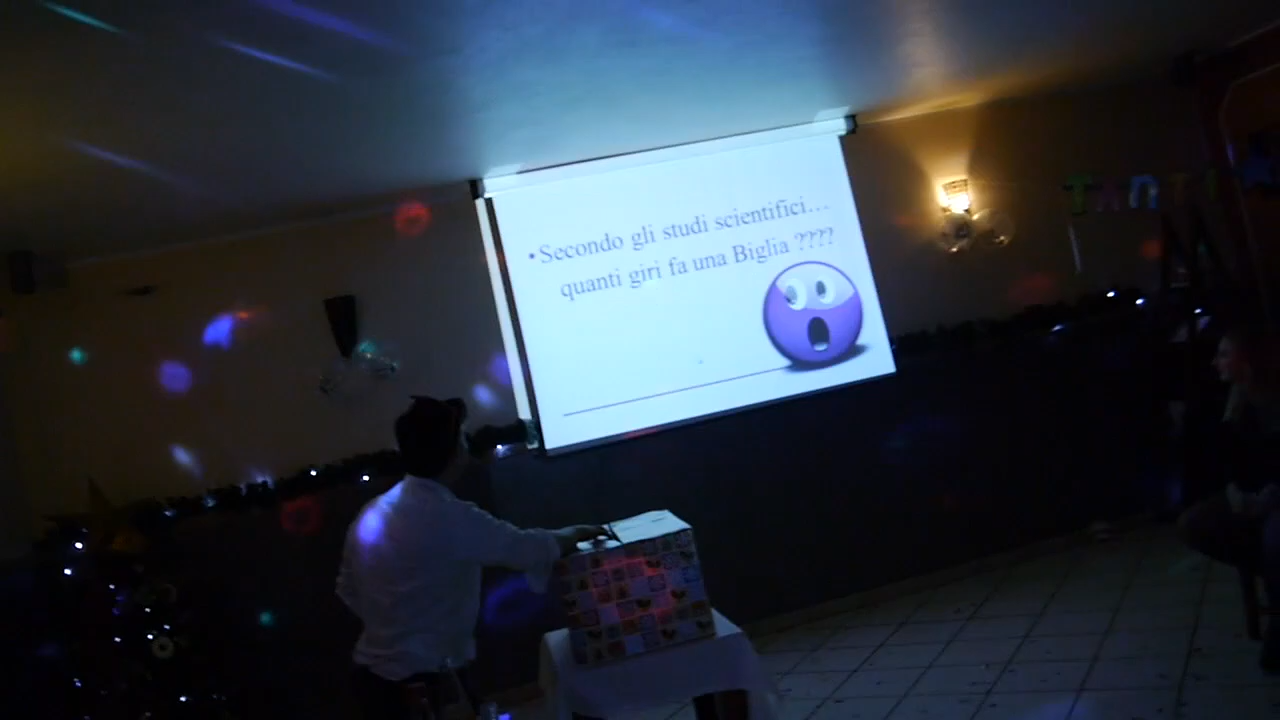 • Secondo gli studi scientifici...
quanti giri fa una Biglia ????